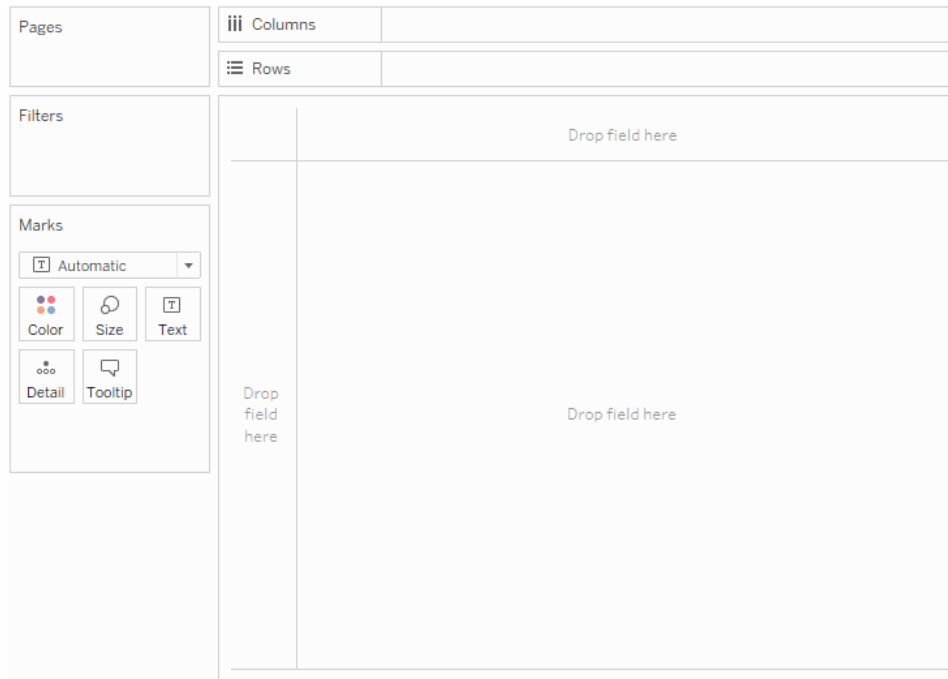 Pages
Columns
Rows
Filters
Drop field here
Marks
T Automatic
Color
Size
T
Text
Detail
Tooltip
Drop
field
here
Drop field here